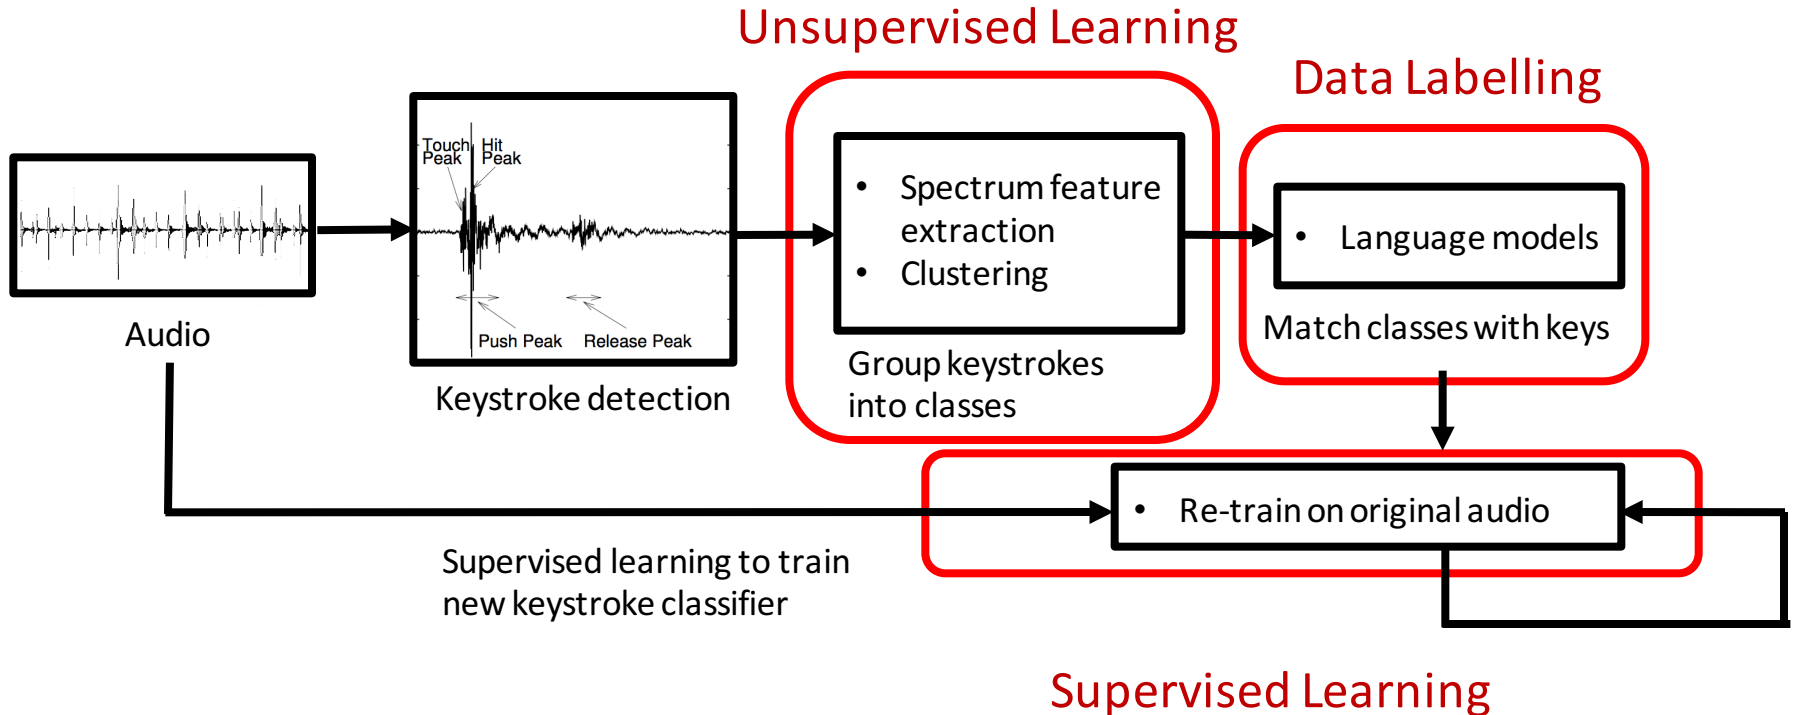 Unsupervised Learning
Data Labelling
Touch Hit
Peak Peak
Push Peak Release Peak
Audio
Keystroke detection
• Spectrum feature
extraction
• Clustering
Group keystrokes
into classes
• Language models
Match classes with keys
• Re-train on original audio
Supervised learning to train
new keystroke classifier
Supervised Learning